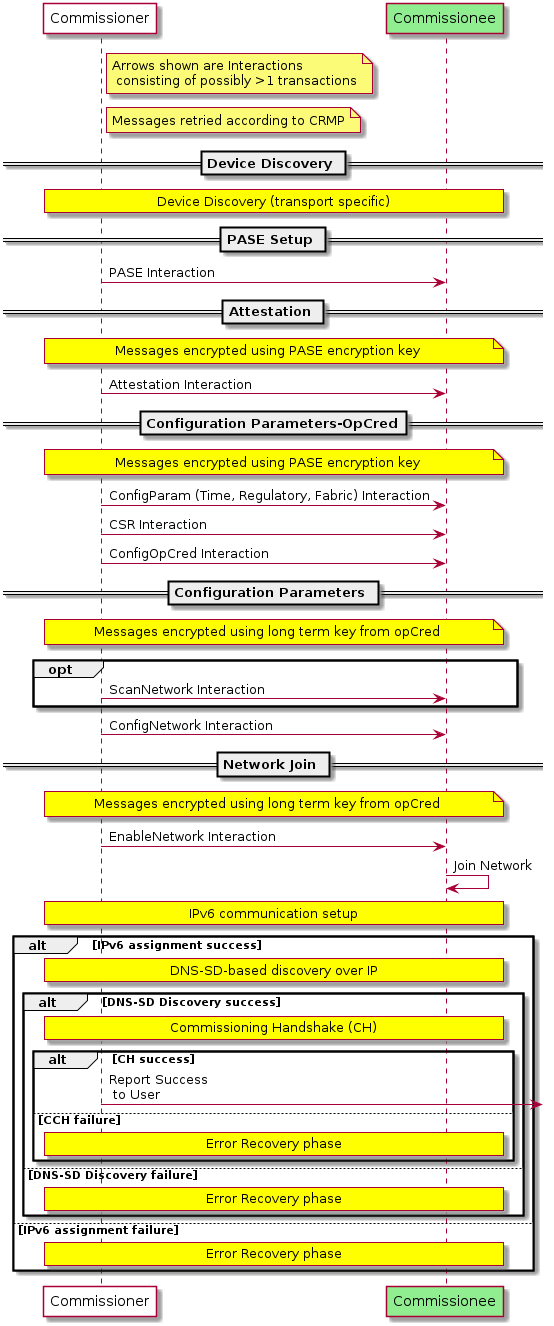 Commissioner
Commissionee
Arrows shown are Interactions
consisting of possibly >1 transactions
Messages retried according to CRMP
Device Discovery
Device Discovery (transport specific)
PASE Setup
PASE Interaction
Attestation
Messages encrypted using PASE encryption key
Attestation Interaction
Configuration Parameters-OpCred
Messages encrypted using PASE encryption key
ConfigParam (Time, Regulatory, Fabric) Interaction
CSR Interaction
ConfigOpCred Interaction
Configuration Parameters
Messages encrypted using long term key from opCred
opt
ScanNetwork Interaction
ConfigNetwork Interaction
Network Join
Messages encrypted using long term key from opCred
EnableNetwork Interaction
Join Network
IPv6 communication setup
alt [IPv6 assignment success]
DNS-SD-based discovery over IP
alt [DNS-SD Discovery success]
Commissioning Handshake (CH)
alt [CH success]
Report Success
to User
[CCH failure]
Error Recovery phase
[DNS-SD Discovery failure]
Error Recovery phase
[IPv6 assignment failure]
Error Recovery phase
Commissioner
Commissionee